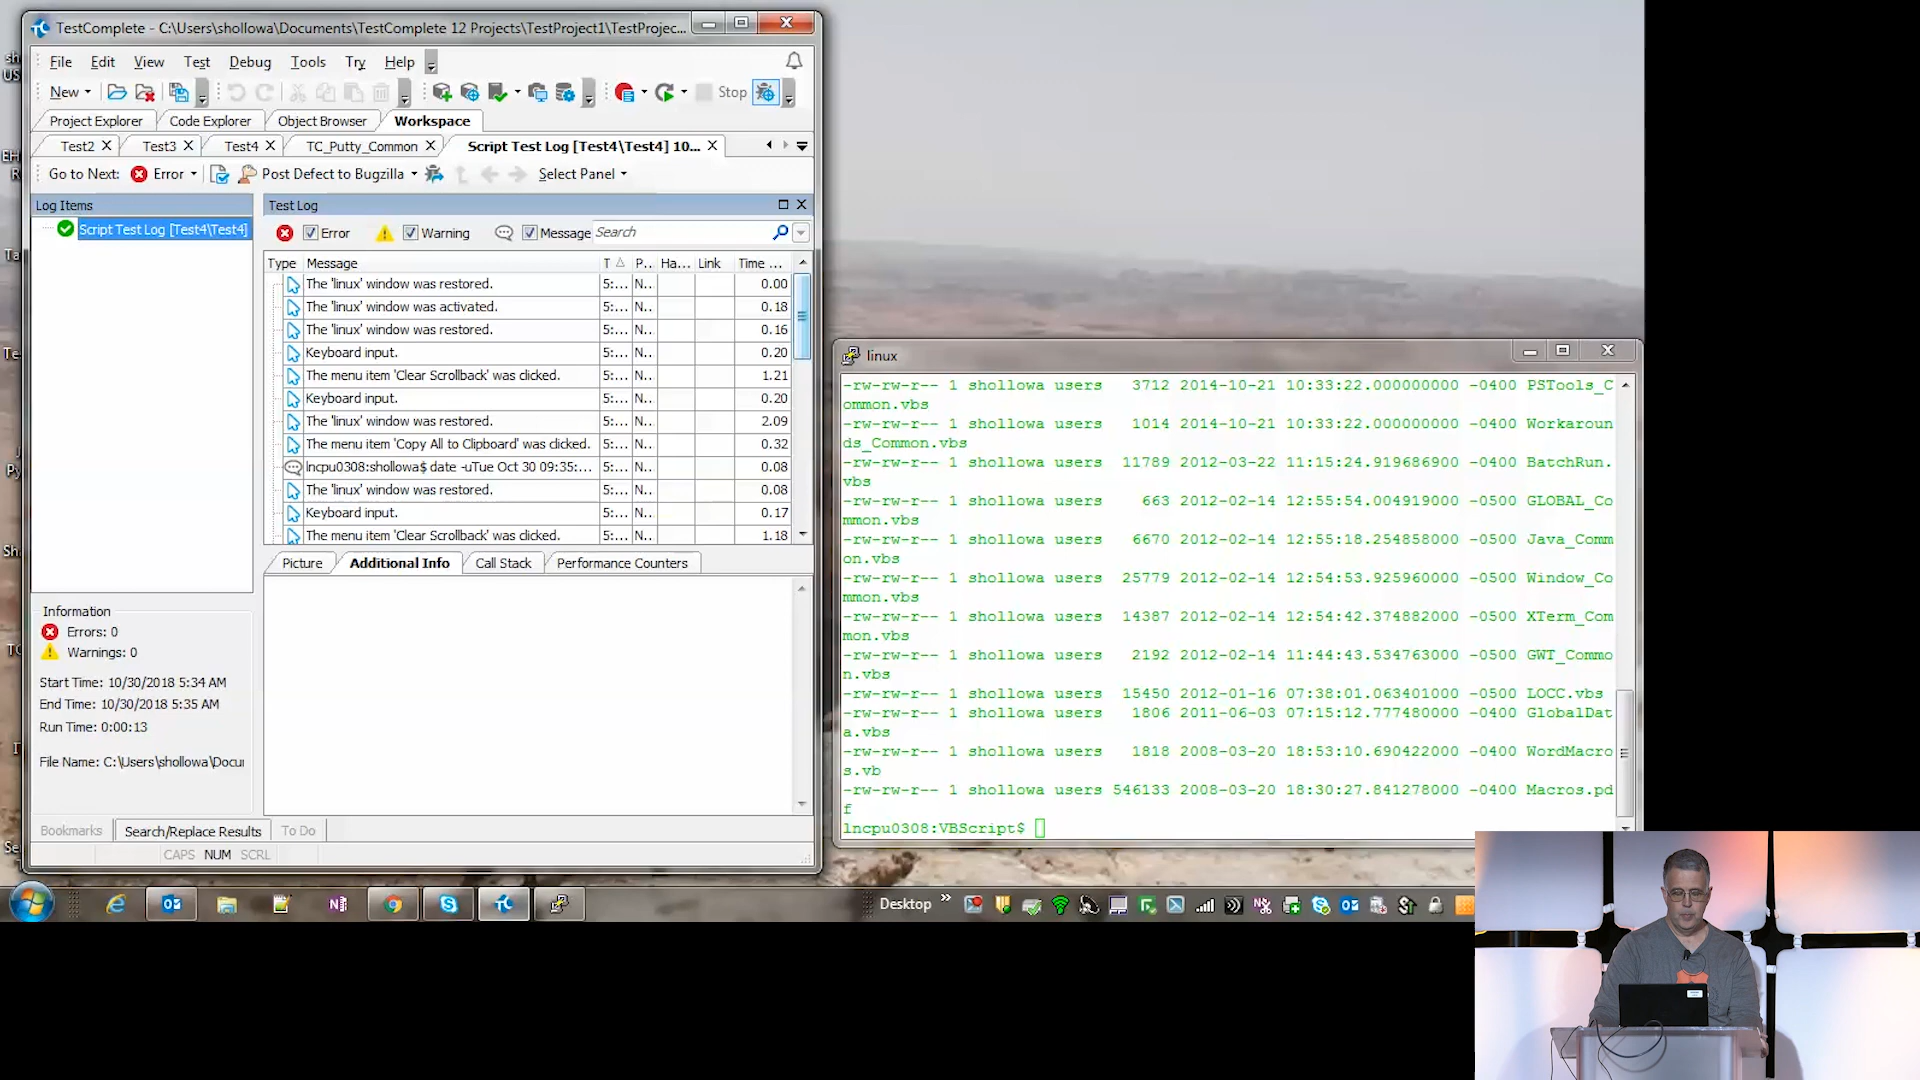 TestComplete - C:\Users\shollowa\Documents\TestComplete 12 Projects\TestProject1\TestProjec...
File Edit View Test Debug Tools Try Help
New Stop
Project Explorer Code Explorer Object Browser Workspace
Test2 Test3 Test4 TC_Putty_Common Script Test Log [Test4\Test4] 10...
Go to Next: Error Post Defect to Bugzilla Select Panel
Log Items
Script Test Log [Test4\Test4]
Test Log
Error Warning Message Search
Type Message T P.. Ha... Link Time ...
The 'linux' window was restored. 5:... N.. 0.00
The 'linux' window was activated. 5:... N.. 0.18
The 'linux' window was restored. 5:... N.. 0.16
Keyboard input. 5:... N.. 0.20
The menu item 'Clear Scrollback' was clicked. 5:... N.. 1.21
Keyboard input. 5:... N.. 0.20
The 'linux' window was restored. 5:... N.. 2.09
The menu item 'Copy All to Clipboard' was clicked. 5:... N.. 0.32
lncpu0308:shollowa$ date -uTue Oct 30 09:35:... 5:... N.. 0.08
The 'linux' window was restored. 5:... N.. 0.08
Keyboard input. 5:... N.. 0.17
The menu item 'Clear Scrollback' was clicked. 5:... N.. 1.18
Picture Additional Info Call Stack Performance Counters
Information
Errors: 0
Warnings: 0
Start Time: 10/30/2018 5:34 AM
End Time: 10/30/2018 5:35 AM
Run Time: 0:00:13
File Name: C:\Users\shollowa\Docu
Bookmarks Search/Replace Results To Do
CAPS NUM SCRL
linux
-rw-rw-r-- 1 shollowa users 3712 2014-10-21 10:33:22.000000000 -0400 PSTools_C
ommon.vbs
-rw-rw-r-- 1 shollowa users 1014 2014-10-21 10:33:22.000000000 -0400 Workaroun
ds_Common.vbs
-rw-rw-r-- 1 shollowa users 11789 2012-03-22 11:15:24.919686900 -0400 BatchRun.
vbs
-rw-rw-r-- 1 shollowa users 663 2012-02-14 12:55:54.004919000 -0500 GLOBAL_Co
mmon.vbs
-rw-rw-r-- 1 shollowa users 6670 2012-02-14 12:55:18.254858000 -0500 Java_Comm
on.vbs
-rw-rw-r-- 1 shollowa users 25779 2012-02-14 12:54:53.925960000 -0500 Window_Co
mmon.vbs
-rw-rw-r-- 1 shollowa users 14387 2012-02-14 12:54:42.374882000 -0500 XTerm_Com
mon.vbs
-rw-rw-r-- 1 shollowa users 2192 2012-02-14 11:44:43.534763000 -0500 GWT_Commo
n.vbs
-rw-rw-r-- 1 shollowa users 15450 2012-01-16 07:38:01.063401000 -0500 LOCC.vbs
-rw-rw-r-- 1 shollowa users 1806 2011-06-03 07:15:12.777480000 -0400 GlobalDat
a.vbs
-rw-rw-r-- 1 shollowa users 1818 2008-03-20 18:53:10.690422000 -0400 WordMacro
s.vb
-rw-rw-r-- 1 shollowa users 546133 2008-03-20 18:30:27.841278000 -0400 Macros.pd
f
lncpu0308:VBScript$
Desktop